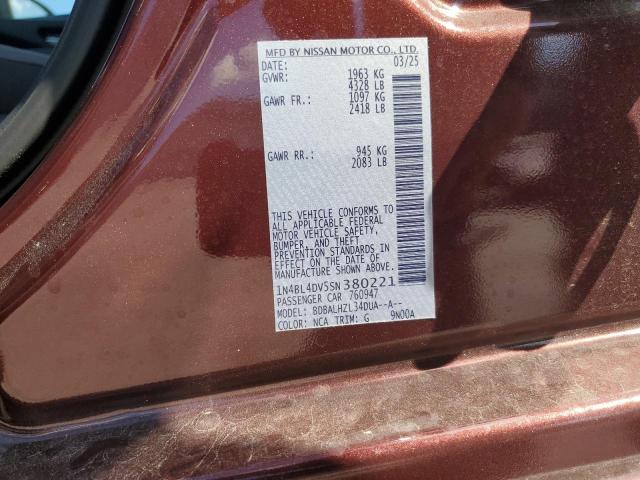 MFD BY NISSAN MOTOR CO., LTD.
DATE: 03/25
GVWR: 1963 KG
4328 LB
GAWR FR.: 1097 KG
2418 LB
GAWR RR.: 945 KG
2083 LB
THIS VEHICLE CONFORMS TO
ALL APPLICABLE FEDERAL
MOTOR VEHICLE SAFETY,
BUMPER, AND THEFT
PREVENTION STANDARDS IN
EFFECT ON THE DATE OF
MANUFACTURE SHOWN ABOVE.
1N4BL4DV5SN380221
PASSENGER CAR 760947
MODEL: BDBALHZL34DUA--A--
COLOR: NCA TRIM: G 9N00A